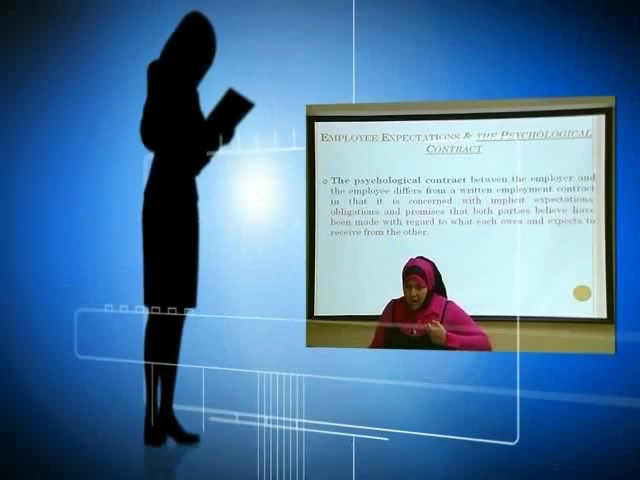 EMPLOYEE EXPECTATIONS & THE PSYCHOLOGICAL
CONTRACT
The psychological contract between the employer and
the employee differs from a written employment contract
in that it is concerned with implicit expectations,
obligations and promises that both parties believe have
been made with regard to what each owes and expects to
receive from the other.